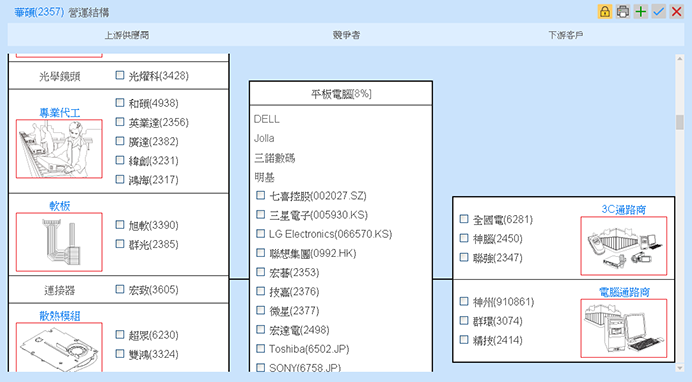 華碩(2357) 營運結構
上游供應商
競爭者
下游客戶
光學鏡頭
光燿科(3428)
專業代工
和碩(4938)
英業達(2356)
廣達(2382)
緯創(3231)
鴻海(2317)
軟板
旭軟(3390)
群光(2385)
連接器
宏致(3605)
散熱模組
超眾(6230)
雙鴻(3324)
平板電腦[8%]
DELL
Jolla
三諾數碼
明基
七喜控股(002027.SZ)
三星電子(005930.KS)
LG Electronics(066570.KS)
聯想集團(0992.HK)
宏碁(2353)
技嘉(2376)
微星(2377)
宏達電(2498)
Toshiba(6502.JP)
SONY(6758.JP)
3C通路商
全國電(6281)
神腦(2450)
聯強(2347)
電腦通路商
神州(910861)
群環(3074)
精技(2414)